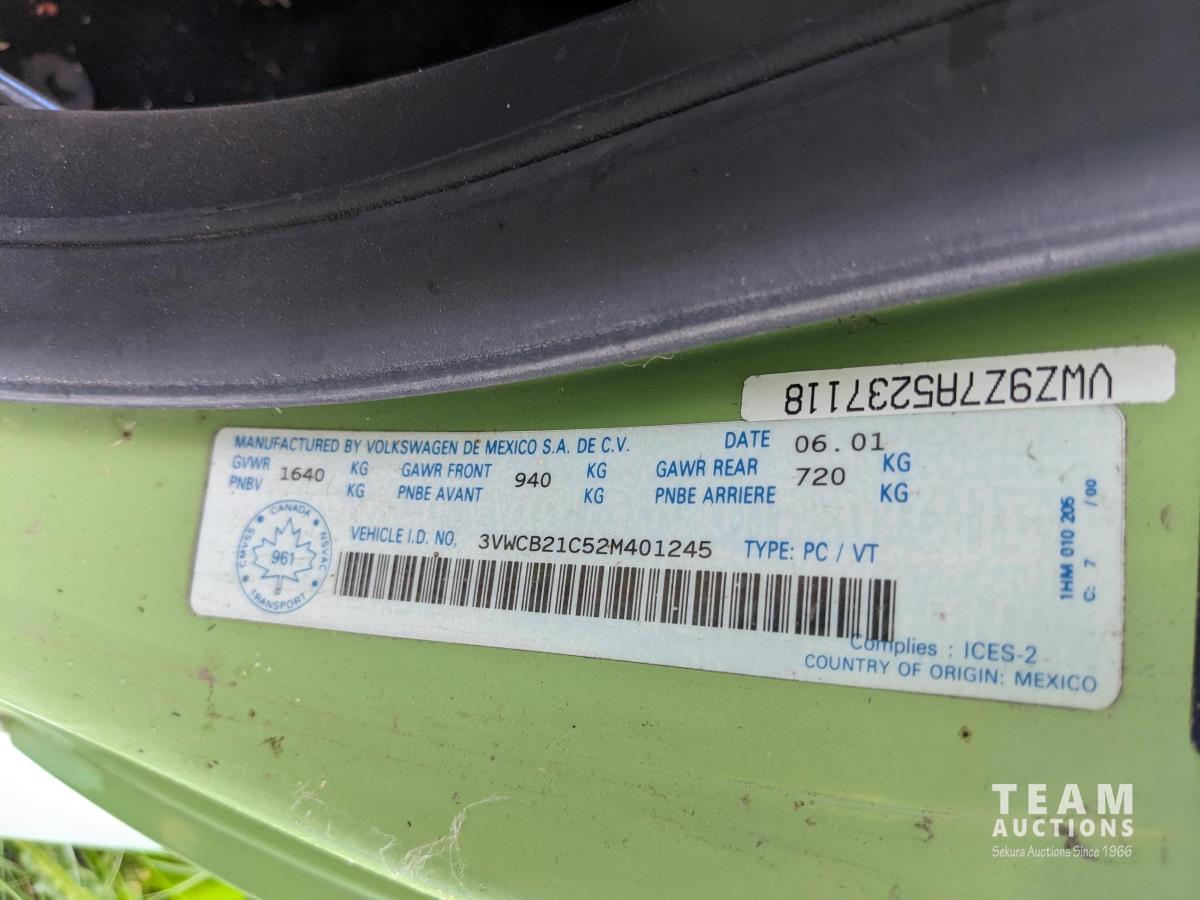 VWZ9Z7A5237118
MANUFACTURED BY VOLKSWAGEN DE MEXICO S.A. DE C.V. DATE 06.01
GVWR 1640 KG GAWR FRONT 940 KG GAWR REAR 720 KG
PNBV KG PNBE AVANT KG PNBE ARRIERE KG
VEHICLE I.D. NO. 3VWCB21C52M401245 TYPE: PC / VT
CANADA
CMVSS 961 NSVAC
TRANSPORT
1HM 010 205
C: 7 /00
Complies : ICES-2
COUNTRY OF ORIGIN: MEXICO
TEAM
AUCTIONS
Sekura Auctions Since 1966